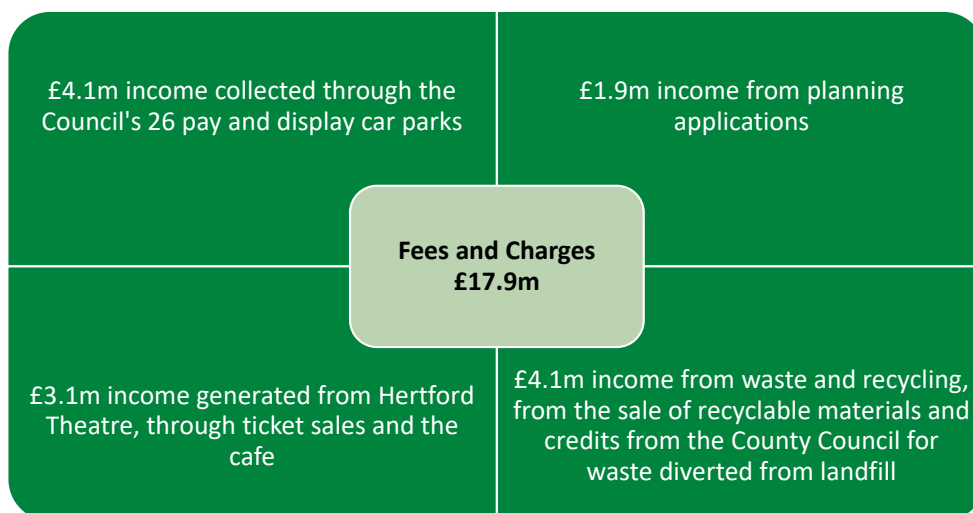 £4.1m income collected through the
Council's 26 pay and display car parks
£1.9m income from planning
applications
Fees and Charges
£17.9m
£3.1m income generated from Hertford
Theatre, through ticket sales and the
cafe
£4.1m income from waste and recycling,
from the sale of recyclable materials and
credits from the County Council for
waste diverted from landfill